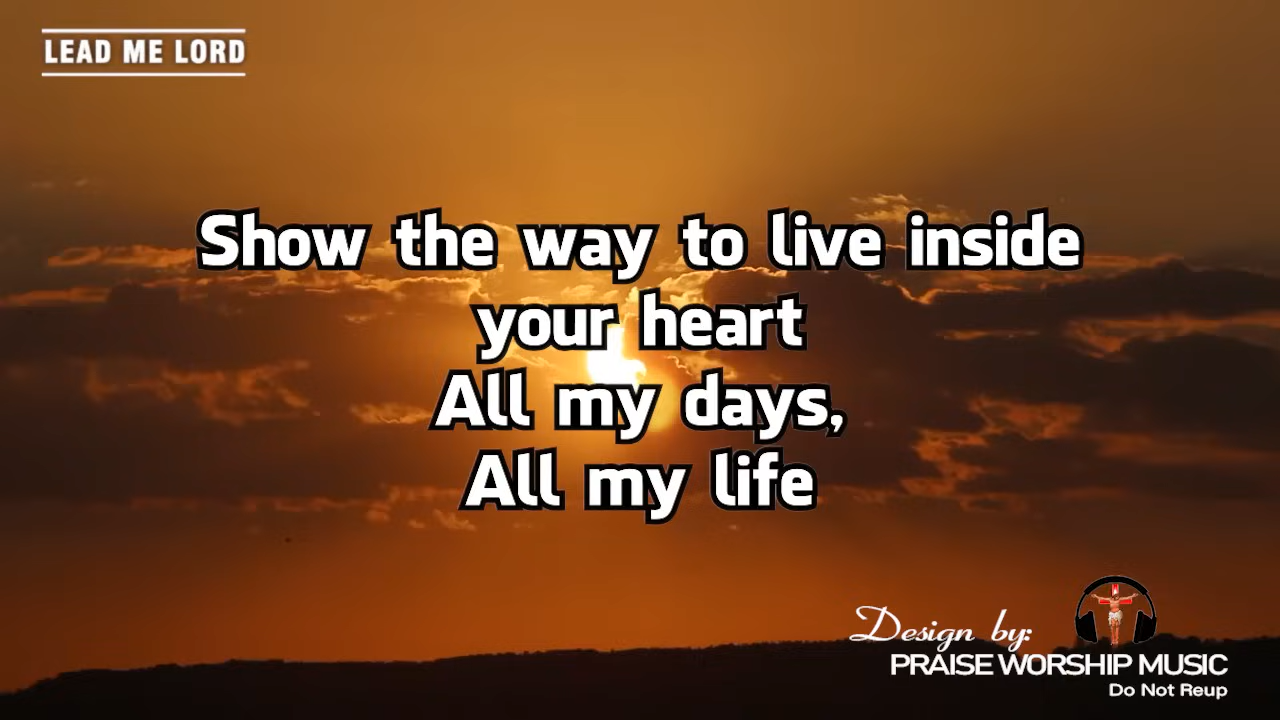 LEAD ME LORD
Show the way to live inside
your heart
All my days,
All my life
Design by:
PRAISE WORSHIP MUSIC
Do Not Reup